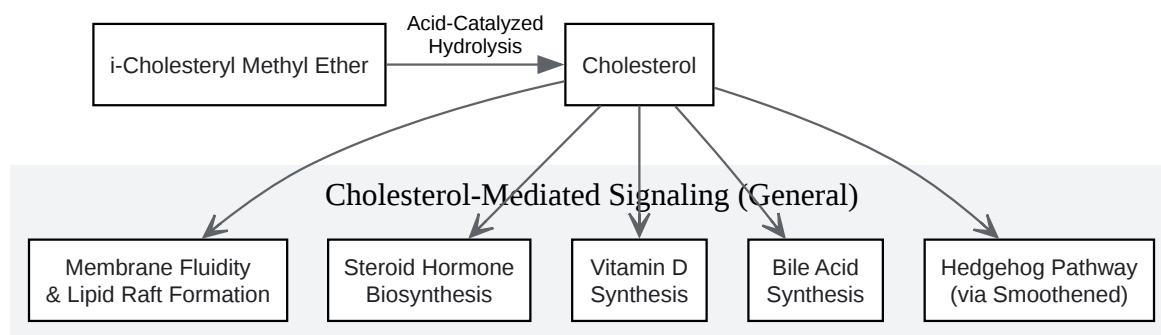 Acid-Catalyzed
Hydrolysis
i-Cholesteryl Methyl Ether
Cholesterol
Cholesterol-Mediated Signaling (General)
Membrane Fluidity
& Lipid Raft Formation
Steroid Hormone
Biosynthesis
Vitamin D
Synthesis
Bile Acid
Synthesis
Hedgehog Pathway
(via Smoothened)